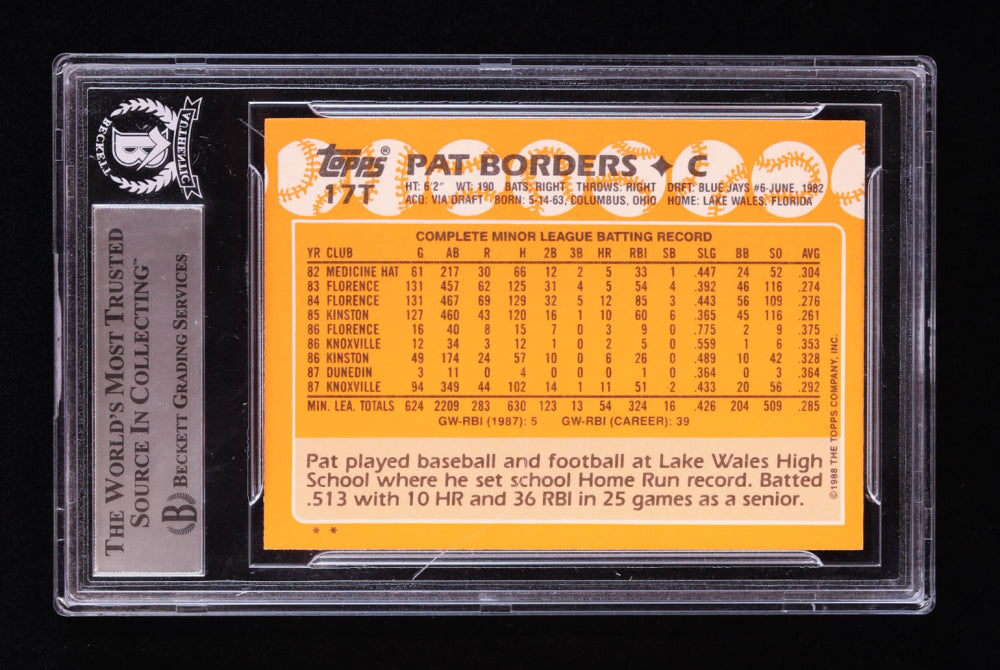 BECKETT
B
AUTHENTIC
THE WORLD'S MOST TRUSTED
SOURCE IN COLLECTING™
B BECKETT GRADING SERVICES
topps® PAT BORDERS ✦ C
17T
HT: 6'2" WT: 190 BATS: RIGHT THROWS: RIGHT DRFT: BLUE JAYS #6-JUNE, 1982
ACQ: VIA DRAFT BORN: 5-14-63, COLUMBUS, OHIO HOME: LAKE WALES, FLORIDA
COMPLETE MINOR LEAGUE BATTING RECORD
YR CLUB G AB R H 2B 3B HR RBI SB SLG BB SO AVG
82 MEDICINE HAT 61 217 30 66 12 2 5 33 1 .447 24 52 .304
83 FLORENCE 131 457 62 125 31 4 5 54 4 .392 46 116 .274
84 FLORENCE 131 467 69 129 32 5 12 85 3 .443 56 109 .276
85 KINSTON 127 460 43 120 16 1 10 60 6 .365 45 116 .261
86 FLORENCE 16 40 8 15 7 0 3 9 0 .775 2 9 .375
86 KNOXVILLE 12 34 3 12 1 0 2 5 0 .559 1 6 .353
86 KINSTON 49 174 24 57 10 0 6 26 0 .489 10 42 .328
87 DUNEDIN 3 11 0 4 0 0 0 1 0 .364 0 3 .364
87 KNOXVILLE 94 349 44 102 14 1 11 51 2 .433 20 56 .292
MIN. LEA. TOTALS 624 2209 283 630 123 13 54 324 16 .426 204 509 .285
GW-RBI (1987): 5 GW-RBI (CAREER): 39
Pat played baseball and football at Lake Wales High
School where he set school Home Run record. Batted
.513 with 10 HR and 36 RBI in 25 games as a senior.
* *
©1988 THE TOPPS COMPANY, INC.